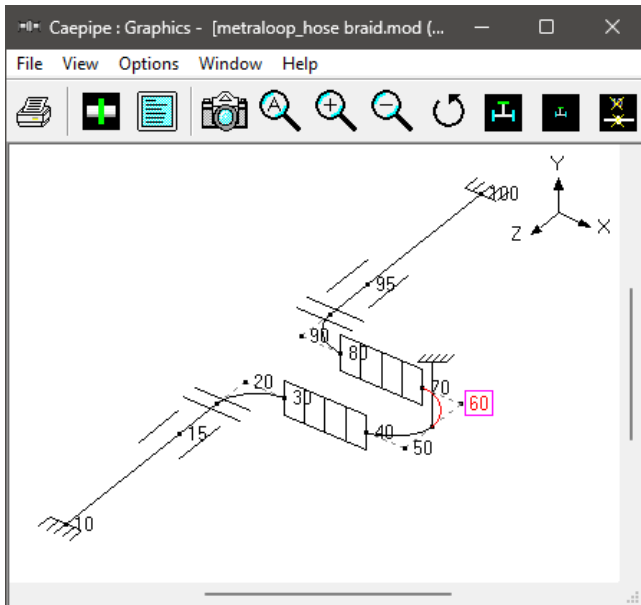 Caepipe : Graphics - [metraloop_hose braid.mod (...
File View Options Window Help
A
Y
X
Z
100
95
90
80
70
60
20
30
40
50
15
10